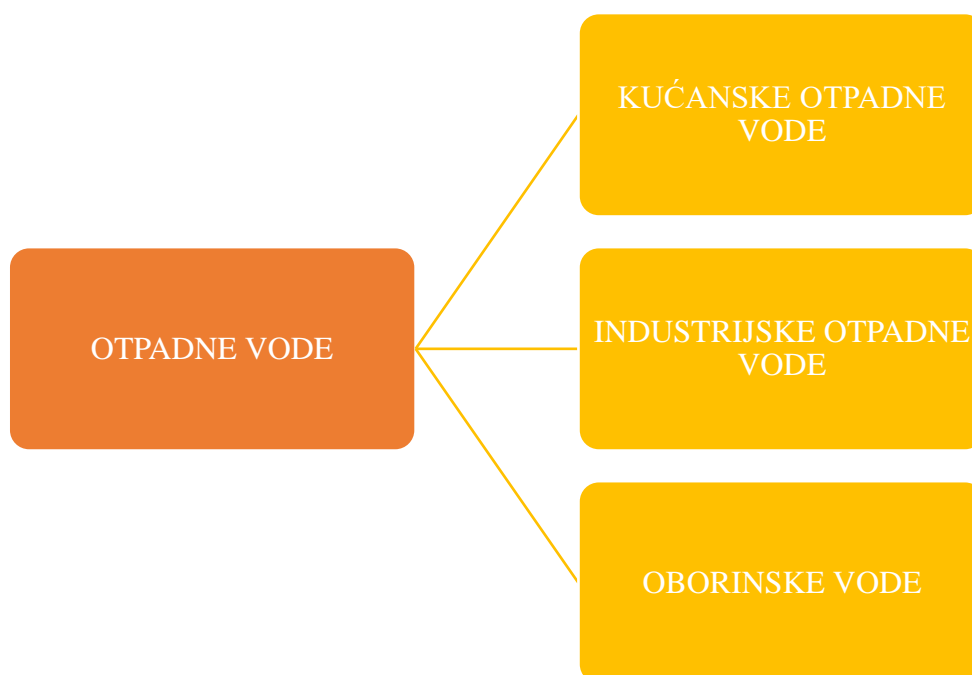 KUĆANSKE OTPADNE
VODE
OTPADNE VODE
INDUSTRIJSKE OTPADNE
VODE
OBORINSKE VODE